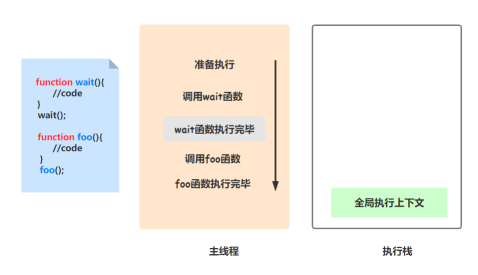 function wait(){
//code
}
wait();
function foo(){
//code
}
foo();
准备执行
调用wait函数
wait函数执行完毕
调用foo函数
foo函数执行完毕
主线程
全局执行上下文
执行栈